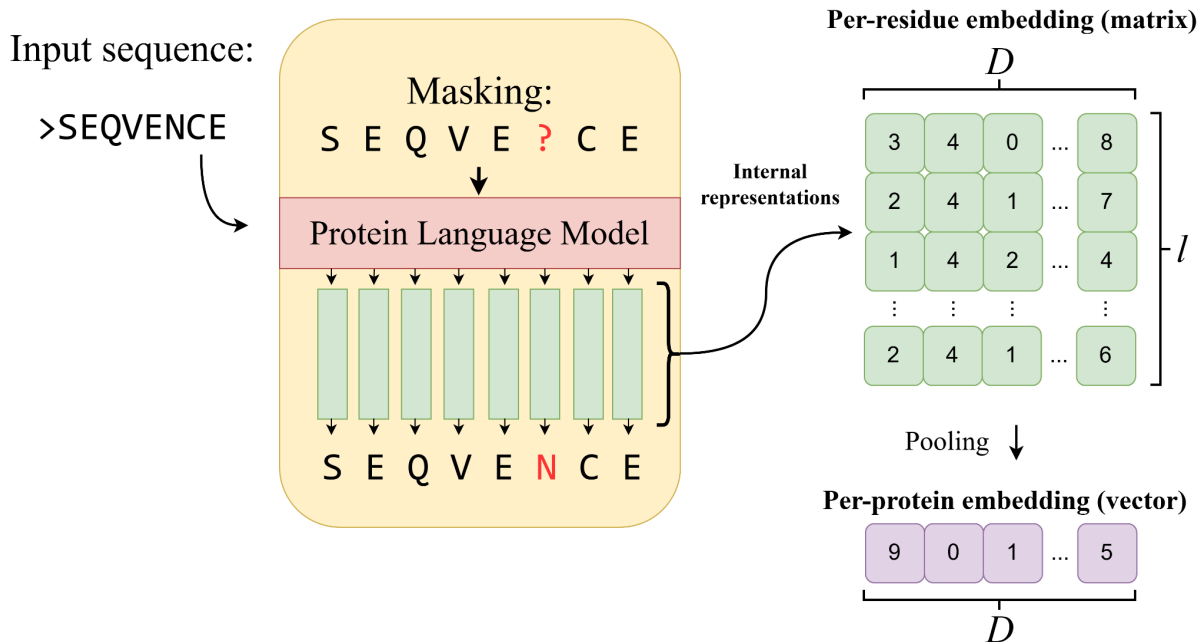 Input sequence:
>SEQVENCE
Masking:
S E Q V E ? C E
Protein Language Model
S E Q V E N C E
Internal
representations
Per-residue embedding (matrix)
D
3 4 0 ... 8
2 4 1 ... 7
1 4 2 ... 4
⋮ ⋮ ⋮ ⋮
2 4 1 ... 6
l
Pooling
Per-protein embedding (vector)
9 0 1 ... 5
D